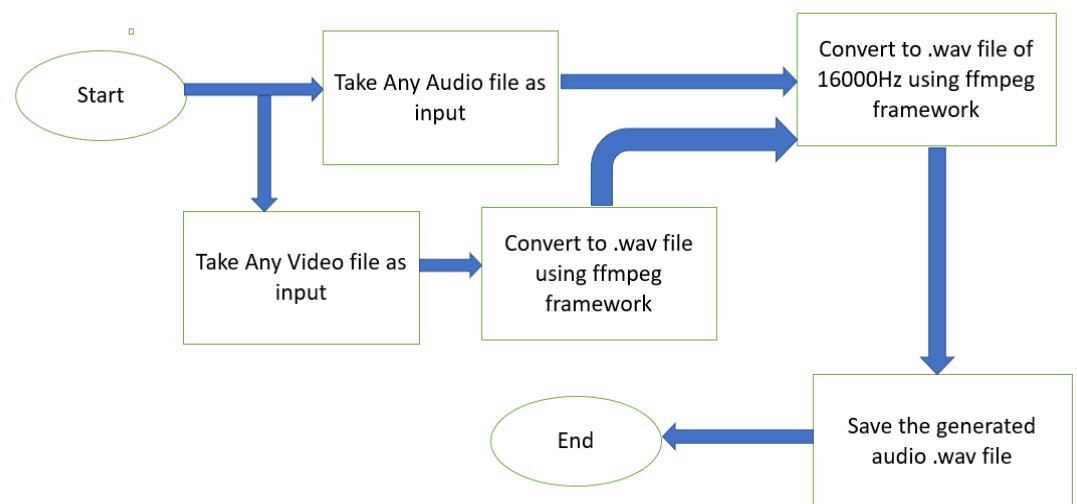 Start
Take Any Audio file as
input
Convert to .wav file of
16000Hz using ffmpeg
framework
Take Any Video file as
input
Convert to .wav file
using ffmpeg
framework
Save the generated
audio .wav file
End